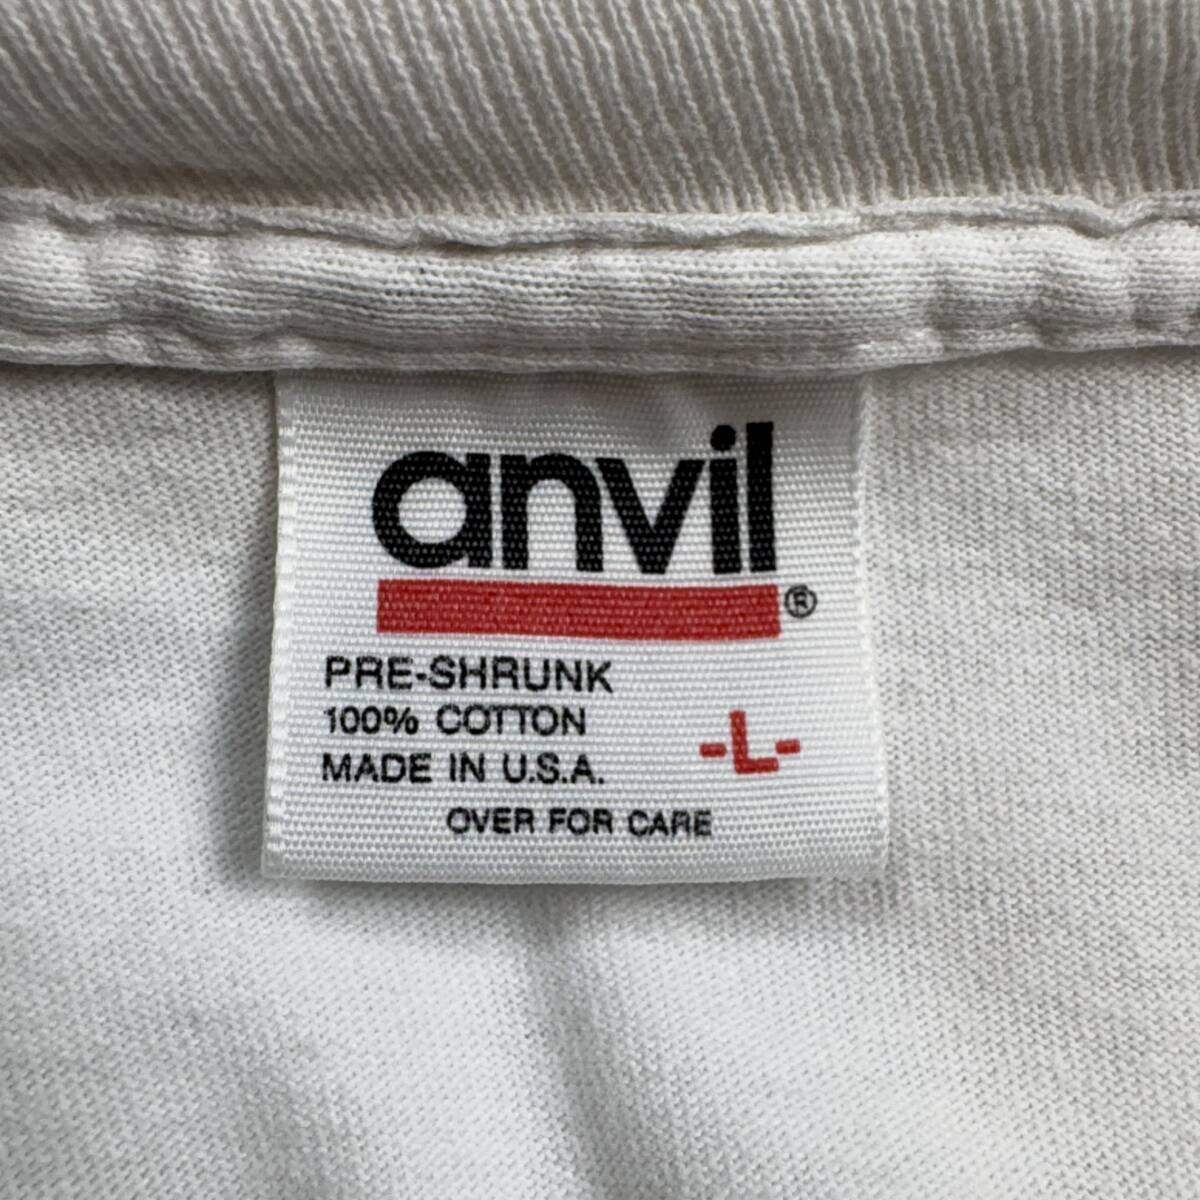 anvil®
PRE-SHRUNK
100% COTTON
MADE IN U.S.A.
-L-
OVER FOR CARE